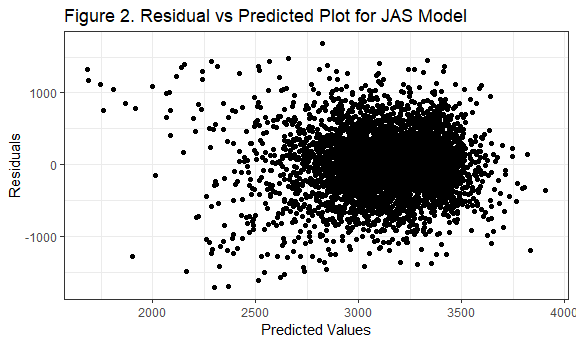 Figure 2. Residual vs Predicted Plot for JAS Model
1000
0
-1000
Residuals
2000 2500 3000 3500 4000
Predicted Values